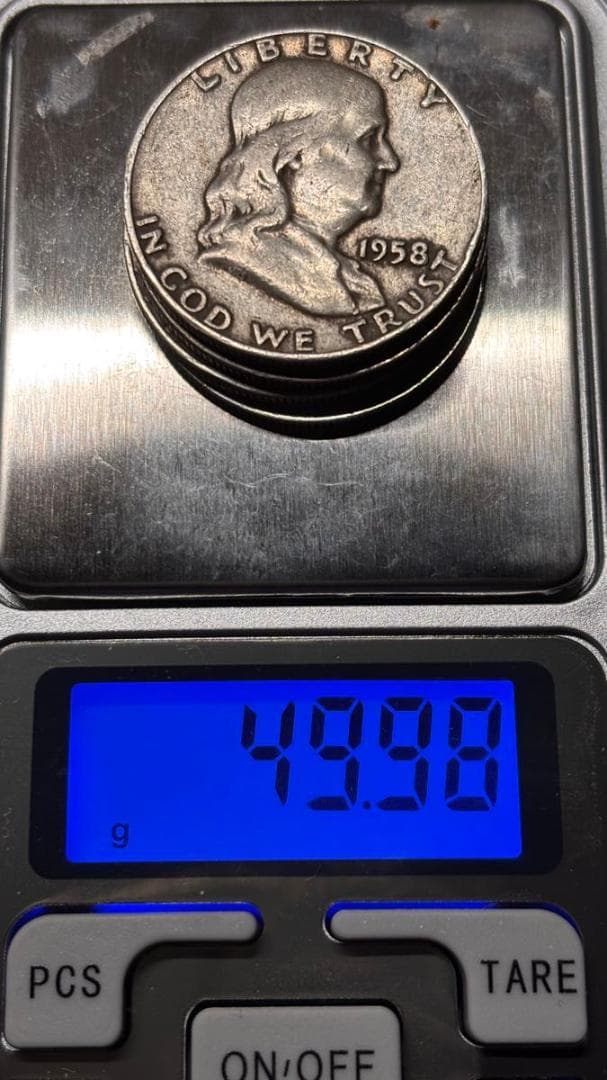 LIBERTY
1958
IN GOD WE TRUST
49.98
g
PCS
TARE
ON/OFF